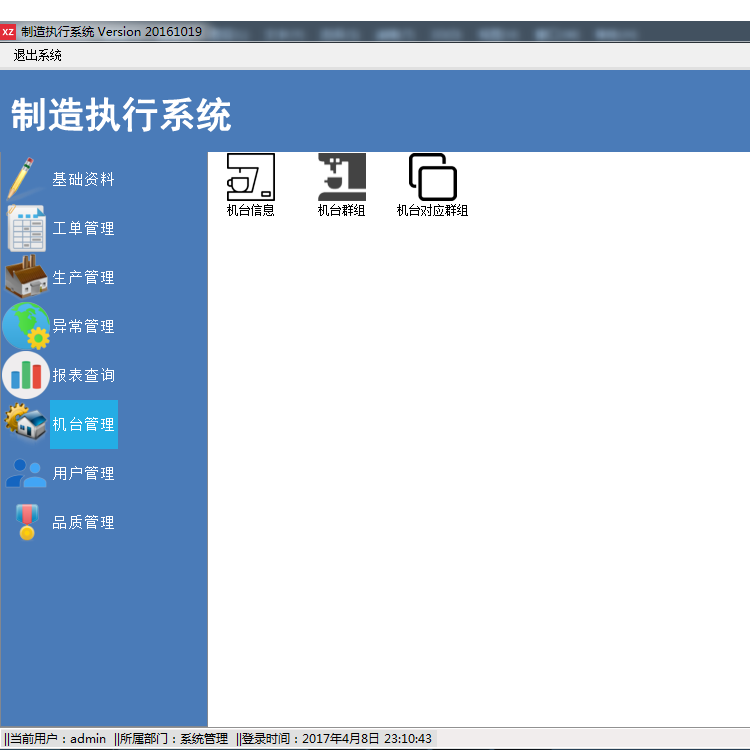 XZ 制造执行系统 Version 20161019
退出系统
制造执行系统
基础资料
工单管理
生产管理
异常管理
报表查询
机台管理
用户管理
品质管理
机台信息 机台群组 机台对应群组
||当前用户：admin ||所属部门：系统管理 ||登录时间：2017年4月8日 23:10:43